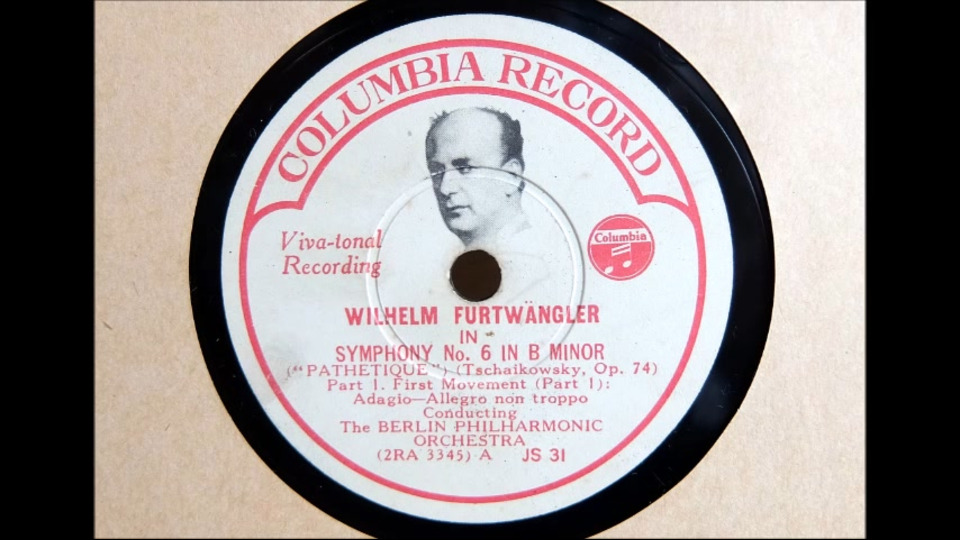 COLUMBIA RECORD
Viva-tonal
Recording
Columbia
WILHELM FURTWÄNGLER
IN
SYMPHONY No. 6 IN B MINOR
("PATHETIQUE") (Tschaikowsky, Op. 74)
Part 1. First Movement (Part 1):
Adagio—Allegro non troppo
Conducting
The BERLIN PHILHARMONIC
ORCHESTRA
(2RA 3345) A JS 31